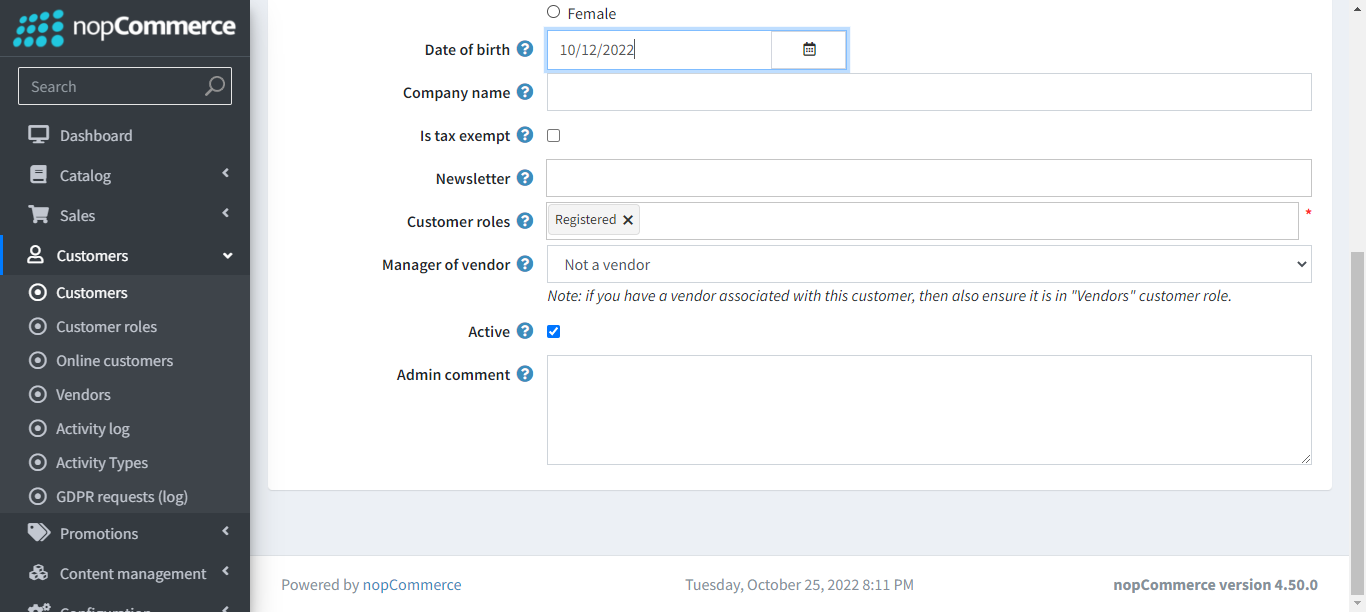 nopCommerce
Search
Dashboard
Catalog
Sales
Customers
Customers
Customer roles
Online customers
Vendors
Activity log
Activity Types
GDPR requests (log)
Promotions
Content management
Configuration
Female
Date of birth ? 10/12/2022
Company name ?
Is tax exempt ?
Newsletter ?
Customer roles ? Registered × *
Manager of vendor ? Not a vendor
Note: if you have a vendor associated with this customer, then also ensure it is in "Vendors" customer role.
Active ?
Admin comment ?
Powered by nopCommerce Tuesday, October 25, 2022 8:11 PM nopCommerce version 4.50.0